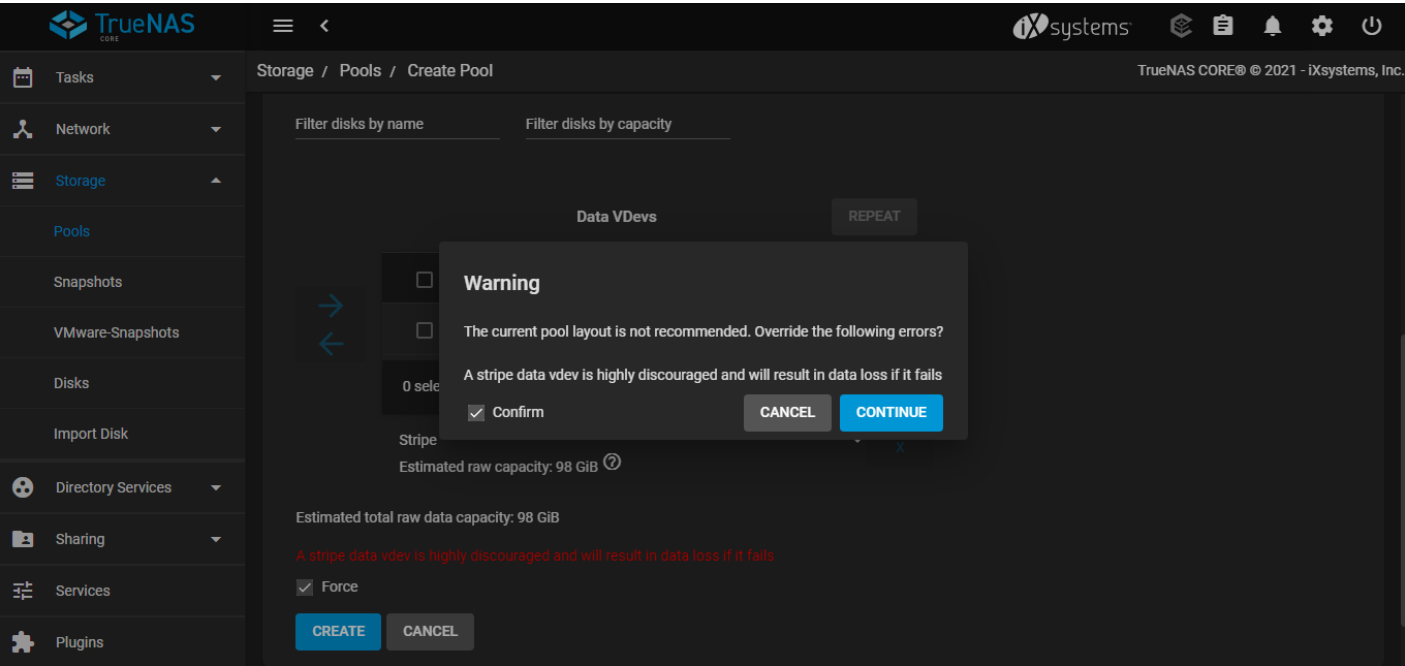 TrueNAS
CORE
iXsystems
Storage / Pools / Create Pool
TrueNAS CORE® © 2021 - iXsystems, Inc.
Tasks
Network
Storage
Pools
Snapshots
VMware-Snapshots
Disks
Import Disk
Directory Services
Sharing
Services
Plugins
Filter disks by name
Filter disks by capacity
Data VDevs
REPEAT
Warning
The current pool layout is not recommended. Override the following errors?
A stripe data vdev is highly discouraged and will result in data loss if it fails
Confirm
CANCEL
CONTINUE
0 sele
Stripe
X
Estimated raw capacity: 98 GiB
Estimated total raw data capacity: 98 GiB
A stripe data vdev is highly discouraged and will result in data loss if it fails
Force
CREATE
CANCEL